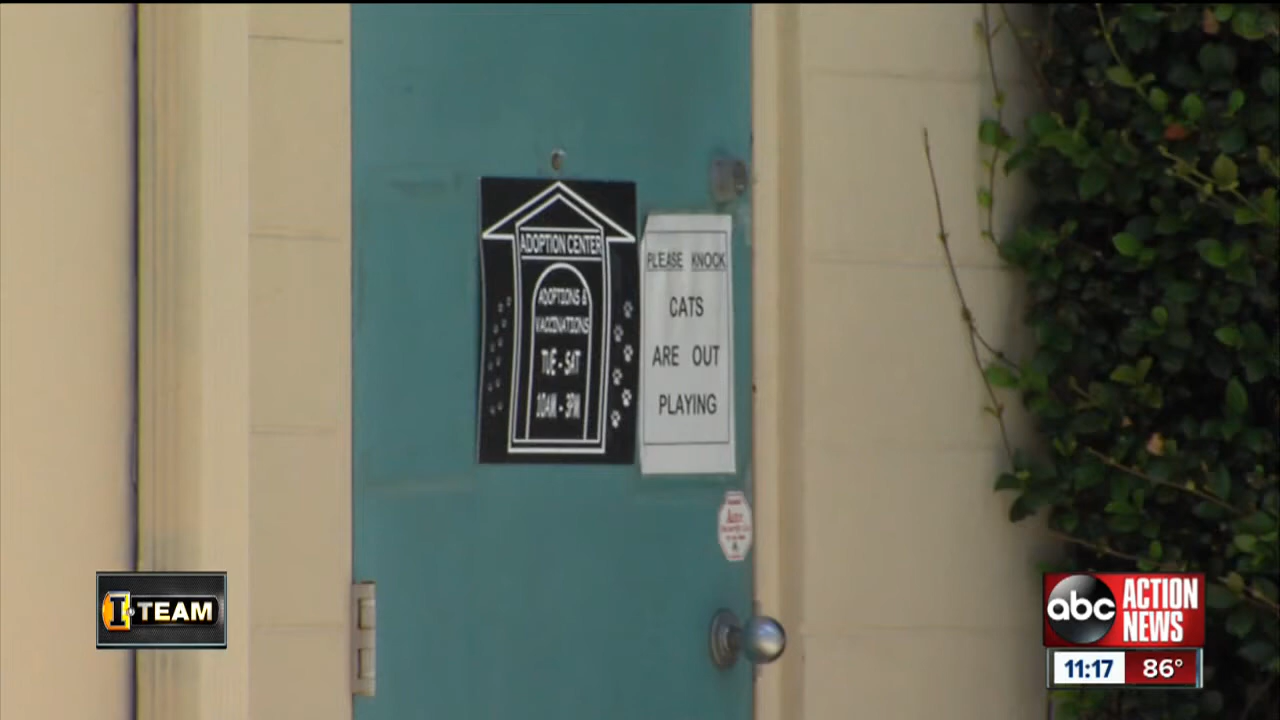 ADOPTION CENTER
ADOPTIONS &
VACCINATIONS
TUE - SAT
10AM - 3PM
PLEASE KNOCK
CATS
ARE OUT
PLAYING
I-TEAM
abc ACTION
NEWS
11:17 86°